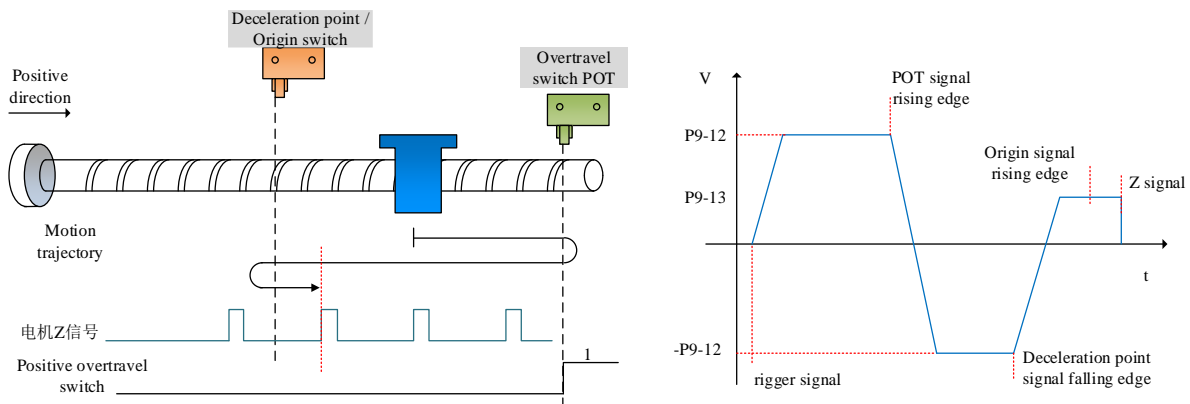 Deceleration point /
Origin switch
Overtravel
switch POT
Positive
direction
Motion
trajectory
电机Z信号
Positive overtravel
switch
1
V
POT signal
rising edge
P9-12
Origin signal
rising edge
Z signal
P9-13
t
-P9-12
rigger signal
Deceleration point
signal falling edge